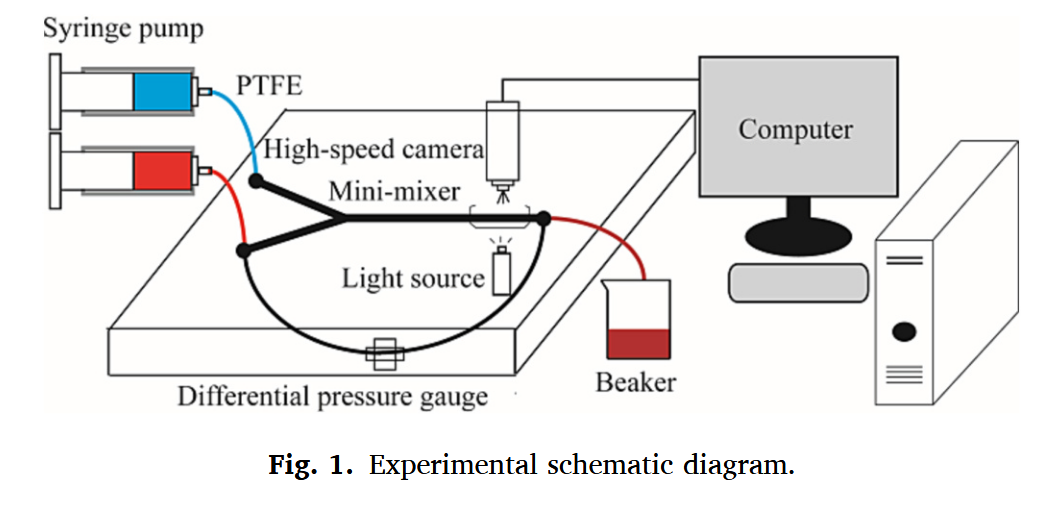 Syringe pump
PTFE
High-speed camera
Computer
Mini-mixer
Light source
Beaker
Differential pressure gauge
Fig. 1. Experimental schematic diagram.